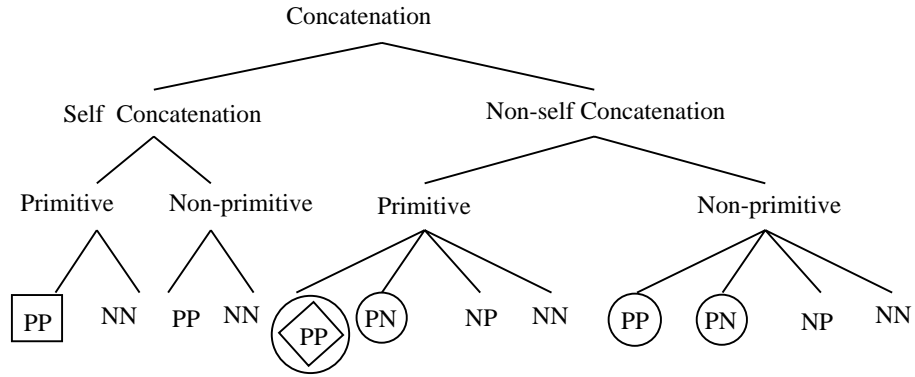 Concatenation
Self Concatenation
Non-self Concatenation
Primitive
Non-primitive
Primitive
Non-primitive
PP
NN
PP
NN
PP
PN
NP
NN
PP
PN
NP
NN